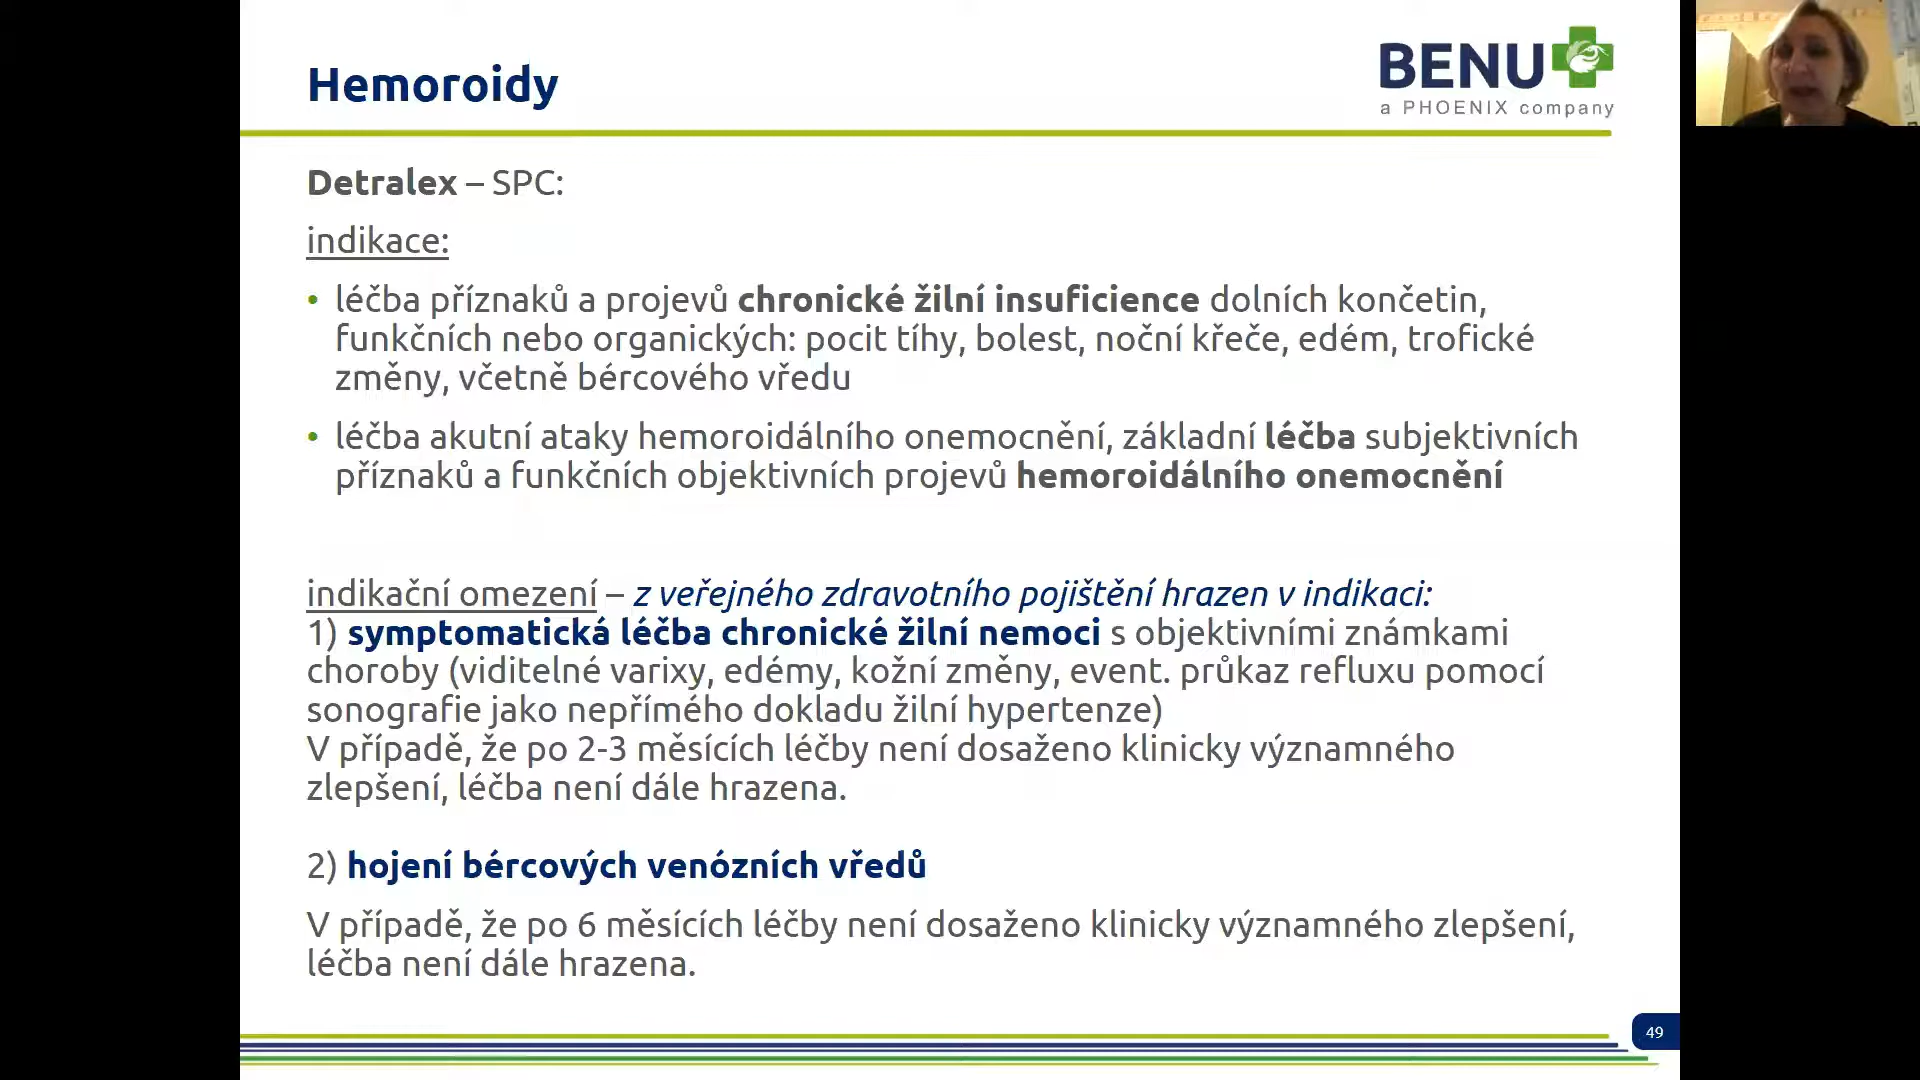 Hemoroidy
BENU
a PHOENIX company
Detralex – SPC:
indikace:
• léčba příznaků a projevů chronické žilní insuficience dolních končetin,
funkčních nebo organických: pocit tíhy, bolest, noční křeče, edém, trofické
změny, včetně bércového vředu
• léčba akutní ataky hemoroidálního onemocnění, základní léčba subjektivních
příznaků a funkčních objektivních projevů hemoroidálního onemocnění
indikační omezení – z veřejného zdravotního pojištění hrazen v indikaci:
1) symptomatická léčba chronické žilní nemoci s objektivními známkami
choroby (viditelné varixy, edémy, kožní změny, event. průkaz refluxu pomocí
sonografie jako nepřímého dokladu žilní hypertenze)
V případě, že po 2-3 měsících léčby není dosaženo klinicky významného
zlepšení, léčba není dále hrazena.
2) hojení bércových venózních vředů
V případě, že po 6 měsících léčby není dosaženo klinicky významného zlepšení,
léčba není dále hrazena.
49